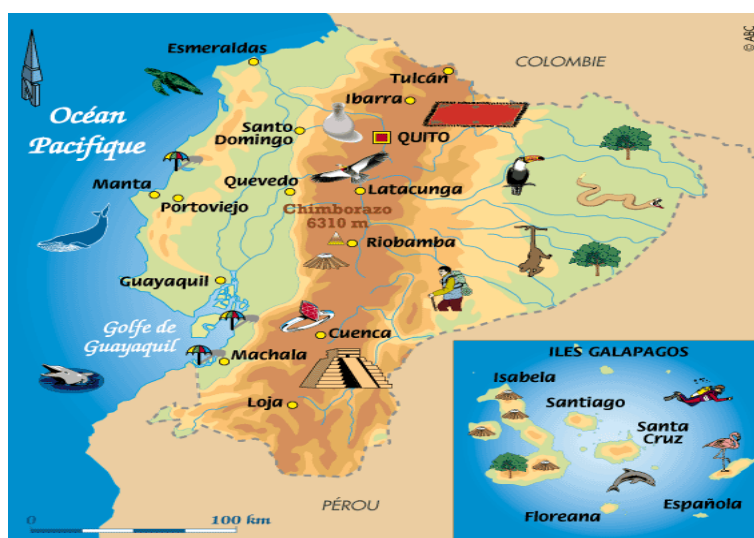 © ABC
Esmeraldas
COLOMBIE
Tulcán
Ibarra
Océan
Pacifique
Santo
Domingo
QUITO
Manta
Quevedo
Latacunga
Portoviejo
Chimborazo
6310 m
Riobamba
Guayaquil
Golfe de
Guayaquil
Cuenca
Machala
Loja
ILES GALAPAGOS
Isabela
Santiago
Santa
Cruz
Floreana
Española
PÉROU
0
100 km